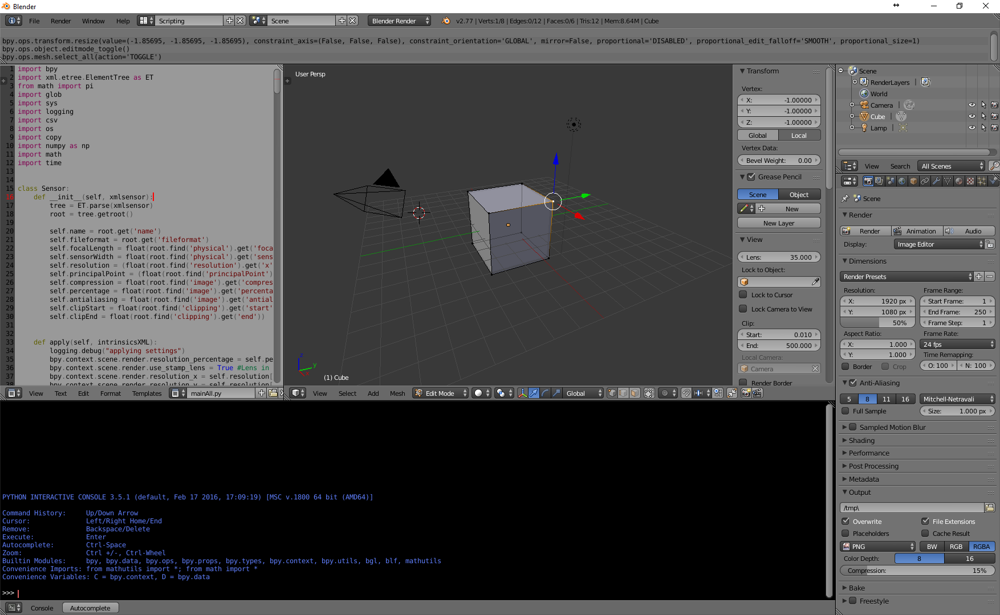 Blender
File Render Window Help Scripting Scene Blender Render v2.77 | Verts:1/8 | Edges:0/12 | Faces:0/6 | Tris:12 | Mem:8.64M | Cube
bpy.ops.transform.resize(value=(-1.85695, -1.85695, -1.85695), constraint_axis=(False, False, False), constraint_orientation='GLOBAL', mirror=False, proportional='DISABLED', proportional_edit_falloff='SMOOTH', proportional_size=1)
bpy.ops.object.editmode_toggle()
bpy.ops.mesh.select_all(action='TOGGLE')
1 import bpy
2 import xml.etree.ElementTree as ET
3 from math import pi
4 import glob
5 import sys
6 import logging
7 import csv
8 import os
9 import copy
10 import numpy as np
11 import math
12 import time
13
14
15 class Sensor:
16 def __init__(self, xmlsensor):
17 tree = ET.parse(xmlsensor)
18 root = tree.getroot()
19
20 self.name = root.get('name')
21 self.fileformat = root.get('fileformat')
22 self.focalLength = float(root.find('physical').get('foca
23 self.sensorWidth = float(root.find('physical').get('sens
24 self.resolution = (float(root.find('resolution').get('x'
25 self.principalPoint = (float(root.find('principalPoint')
26 self.compression = float(root.find('image').get('compres
27 self.percentage = float(root.find('image').get('percenta
28 self.antialiasing = float(root.find('image').get('antial
29 self.clipStart = float(root.find('clipping').get('start'
30 self.clipEnd = float(root.find('clipping').get('end'))
31
32
33 def apply(self, intrinsicsXML):
34 logging.debug("applying settings")
35 bpy.context.scene.render.resolution_percentage = self.pe
36 bpy.context.scene.render.use_stamp_lens = True #Lens in
37 bpy.context.scene.render.resolution_x = self.resolution[
38 bpy.context.scene.render.resolution_y = self.resolution[
View Text Edit Format Templates mainAll.py
User Persp
z
y
x
(1) Cube
View Select Add Mesh Edit Mode Global
Transform
Vertex:
X: -1.00000
Y: -1.00000
Z: -1.00000
Global Local
Vertex Data:
Bevel Weight: 0.00
Grease Pencil
Scene Object
New
New Layer
View
Lens: 35.000
Lock to Object:
Lock to Cursor
Lock Camera to View
Clip:
Start: 0.010
End: 500.000
Local Camera:
Camera
Render Border
Scene
RenderLayers
World
Camera
Cube
Lamp
View Search All Scenes
Scene
Render
Render Animation Audio
Display: Image Editor
Dimensions
Render Presets
Resolution: Frame Range:
X: 1920 px Start Frame: 1
Y: 1080 px End Frame: 250
50% Frame Step: 1
Aspect Ratio: Frame Rate:
X: 1.000 24 fps
Y: 1.000 Time Remapping:
Border Crop O: 100 N: 100
Anti-Aliasing
5 8 11 16 Mitchell-Netravali
Full Sample Size: 1.000 px
Sampled Motion Blur
Shading
Performance
Post Processing
Metadata
Output
/tmp\
Overwrite File Extensions
Placeholders Cache Result
PNG BW RGB RGBA
Color Depth: 8 16
Compression: 15%
Bake
Freestyle
PYTHON INTERACTIVE CONSOLE 3.5.1 (default, Feb 17 2016, 17:09:19) [MSC v.1800 64 bit (AMD64)]
Command History: Up/Down Arrow
Cursor: Left/Right Home/End
Remove: Backspace/Delete
Execute: Enter
Autocomplete: Ctrl-Space
Zoom: Ctrl +/-, Ctrl-Wheel
Builtin Modules: bpy, bpy.data, bpy.ops, bpy.props, bpy.types, bpy.context, bpy.utils, bgl, blf, mathutils
Convenience Imports: from mathutils import *; from math import *
Convenience Variables: C = bpy.context, D = bpy.data
>>>
Console Autocomplete